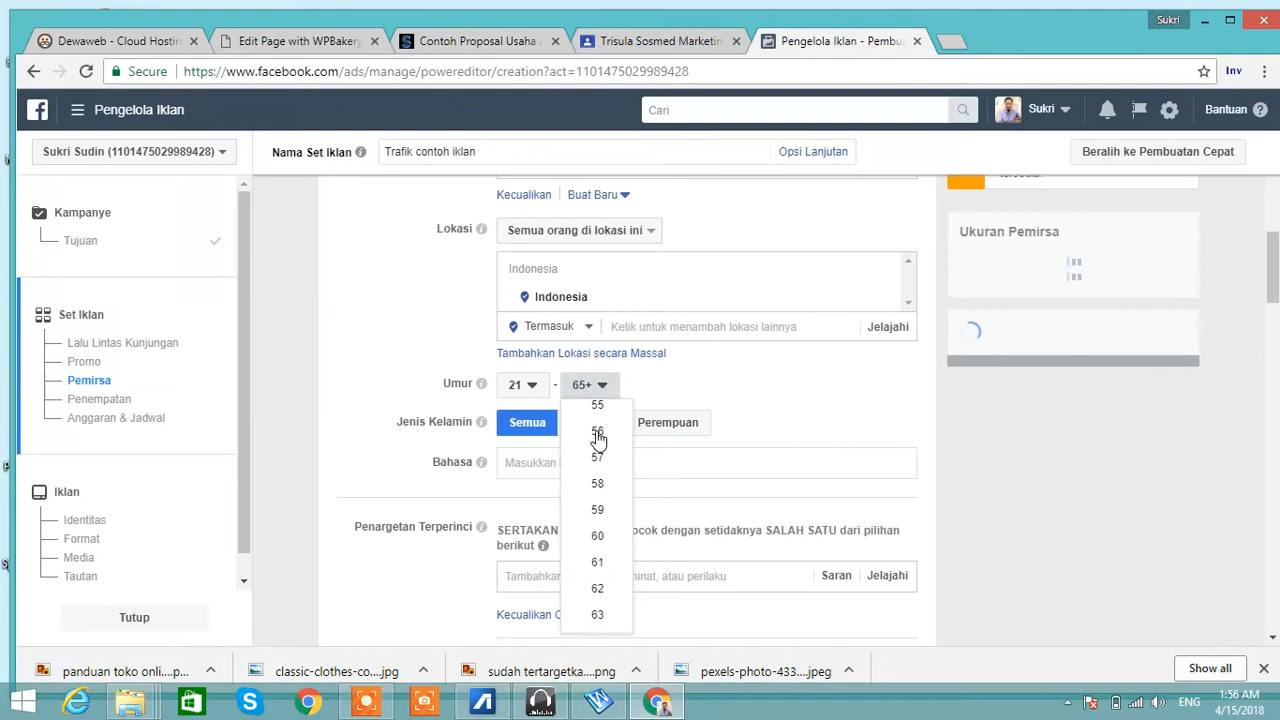 Sukri
Dewaweb - Cloud Hostin
Edit Page with WPBakery
Contoh Proposal Usaha
Trisula Sosmed Marketin
Pengelola Iklan - Pembu
Secure
https://www.facebook.com/ads/manage/powereditor/creation?act=1101475029989428
Inv
Pengelola Iklan
Cari
Sukri
Bantuan
Sukri Sudin (1101475029989428)
Nama Set Iklan
Trafik contoh iklan
Opsi Lanjutan
Beralih ke Pembuatan Cepat
Kampanye
Tujuan
Set Iklan
Lalu Lintas Kunjungan
Promo
Pemirsa
Penempatan
Anggaran & Jadwal
Iklan
Identitas
Format
Media
Tautan
Tutup
Kecualikan
Buat Baru
Lokasi
Semua orang di lokasi ini
Indonesia
Indonesia
Termasuk
Ketik untuk menambah lokasi lainnya
Jelajahi
Tambahkan Lokasi secara Massal
Umur
21 - 65+
55
56
57
58
59
60
61
62
63
Jenis Kelamin
Semua
Perempuan
Bahasa
Masukkan
Penargetan Terperinci
SERTAKAN
ocok dengan setidaknya SALAH SATU dari pilihan
berikut
Tambahkan
inat, atau perilaku
Saran
Jelajahi
Kecualikan
Ukuran Pemirsa
panduan toko onli....p...
classic-clothes-co....jpg
sudah tertargetka....png
pexels-photo-433....jpeg
Show all
ENG
1:56 AM
4/15/2018